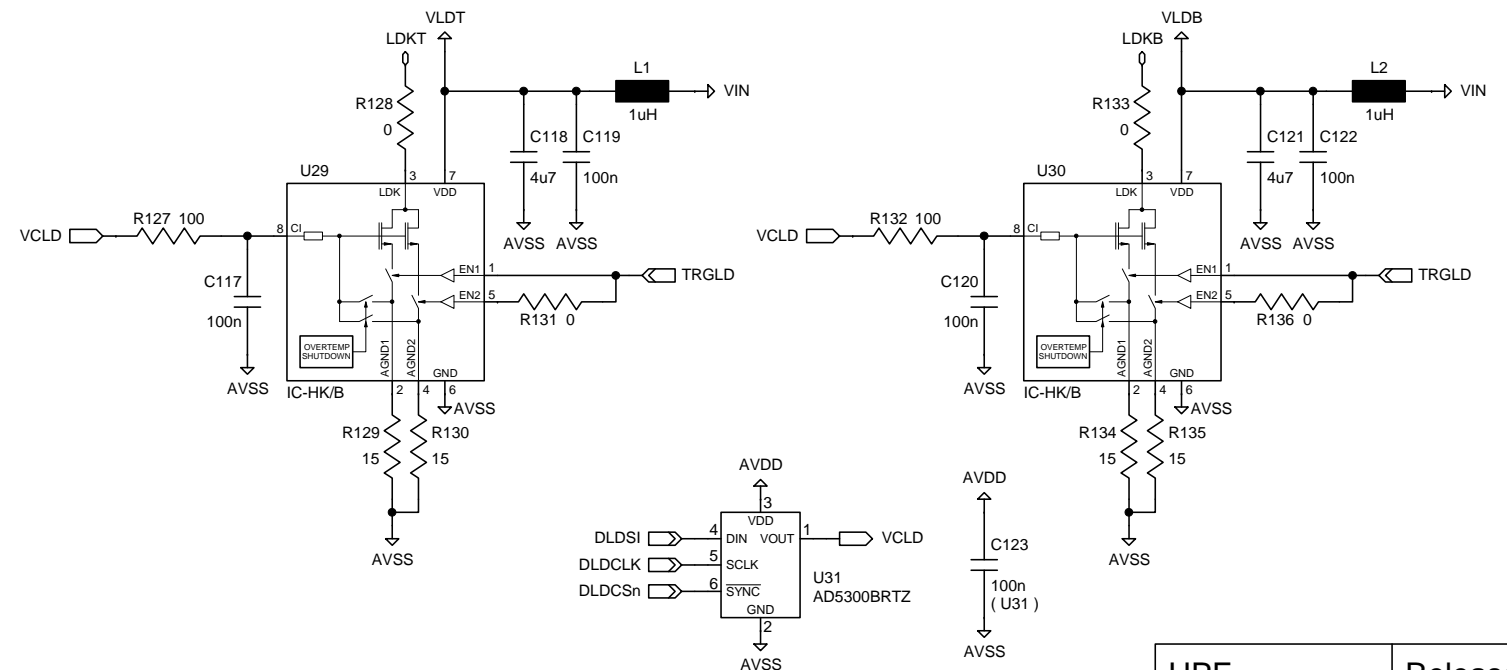 VLDT
LDKT
L1
VIN
R128
0
1uH
C118
C119
4u7
100n
U29
3
7
LDK
VDD
AVSS
AVSS
VCLD
R127 100
8
CI
EN1
1
TRGLD
C117
100n
EN2
5
R131 0
OVERTEMP
SHUTDOWN
AGND1
AGND2
GND
AVSS
IC-HK/B
2
4
6
AVSS
R129
R130
15
15
AVSS
VLDB
LDKB
L2
VIN
R133
0
1uH
C121
C122
4u7
100n
U30
3
7
LDK
VDD
AVSS
AVSS
VCLD
R132 100
8
CI
EN1
1
TRGLD
C120
100n
EN2
5
R136 0
OVERTEMP
SHUTDOWN
AGND1
AGND2
GND
AVSS
IC-HK/B
2
4
6
AVSS
R134
R135
15
15
AVSS
AVDD
3
VDD
DLDSI
4
DIN
VOUT
1
VCLD
DLDCLK
5
SCLK
DLDCSn
6
SYNC
U31
AD5300BRTZ
GND
2
AVSS
AVDD
C123
100n
( U31 )
AVSS